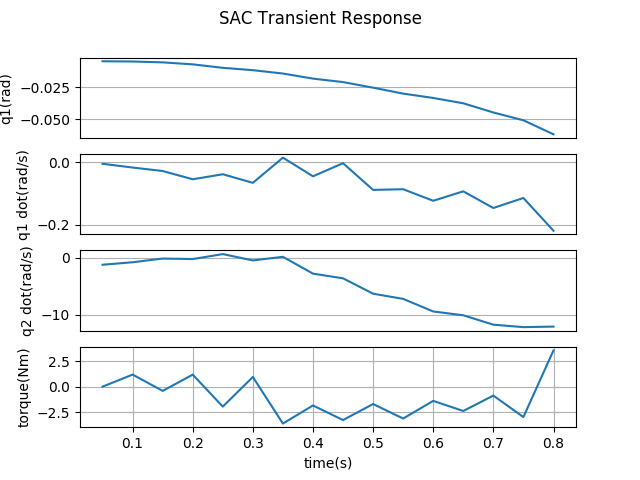 SAC Transient Response
q1(rad)
−0.025
−0.050
q1 dot(rad/s)
0.0
−0.2
q2 dot(rad/s)
0
−10
torque(Nm)
2.5
0.0
−2.5
0.1 0.2 0.3 0.4 0.5 0.6 0.7 0.8
time(s)